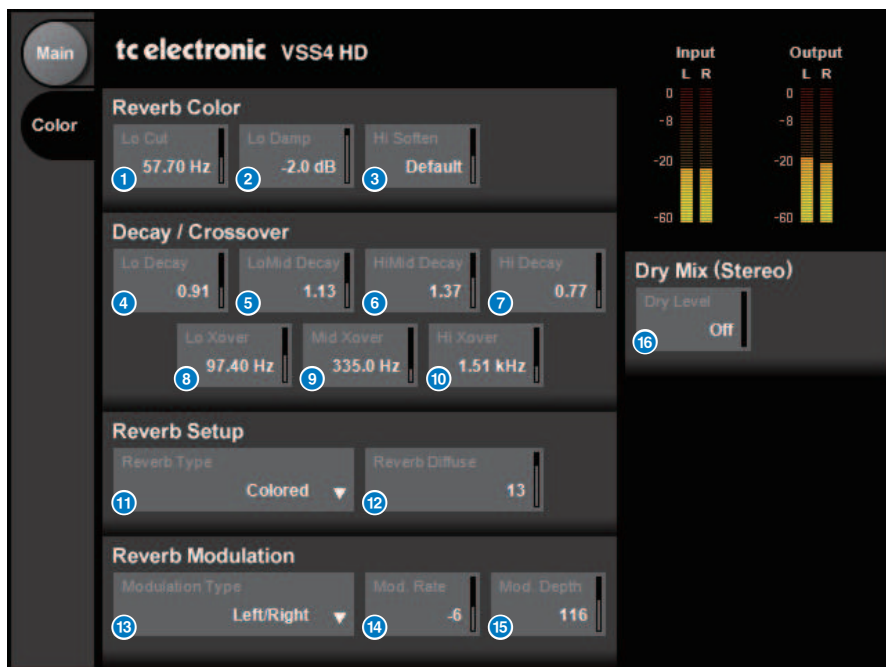 Main
Color
tc electronic VSS4 HD
Reverb Color
Lo Cut
57.70 Hz
1
Lo Damp
-2.0 dB
2
Hi Soften
Default
3
Decay / Crossover
Lo Decay
0.91
4
LoMid Decay
1.13
5
HiMid Decay
1.37
6
Hi Decay
0.77
7
Lo Xover
97.40 Hz
8
Mid Xover
335.0 Hz
9
Hi Xover
1.51 kHz
10
Reverb Setup
Reverb Type
Colored
11
Reverb Diffuse
13
12
Reverb Modulation
Modulation Type
Left/Right
13
Mod. Rate
-6
14
Mod. Depth
116
15
Input Output
L R L R
0 0
-8 -8
-20 -20
-60 -60
Dry Mix (Stereo)
Dry Level
Off
16